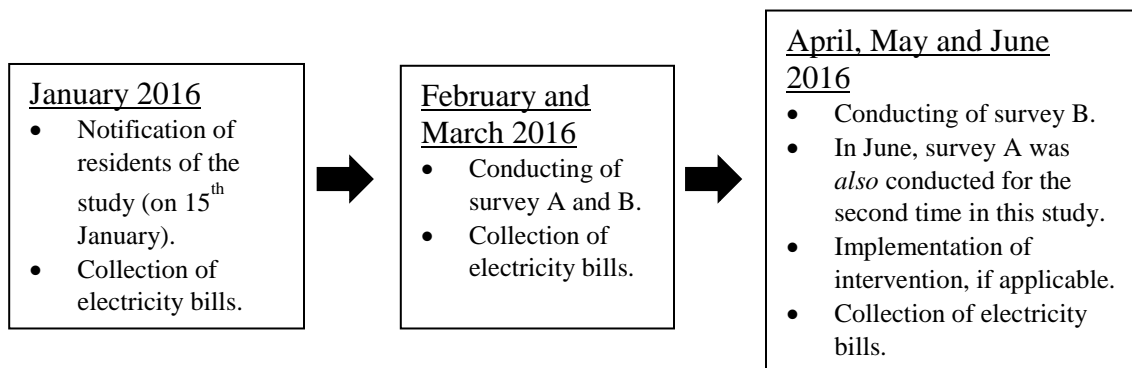 January 2016
• Notification of
residents of the
study (on 15th
January).
• Collection of
electricity bills.
February and
March 2016
• Conducting of
survey A and B.
• Collection of
electricity bills.
April, May and June
2016
• Conducting of survey B.
• In June, survey A was
also conducted for the
second time in this study.
• Implementation of
intervention, if applicable.
• Collection of electricity
bills.